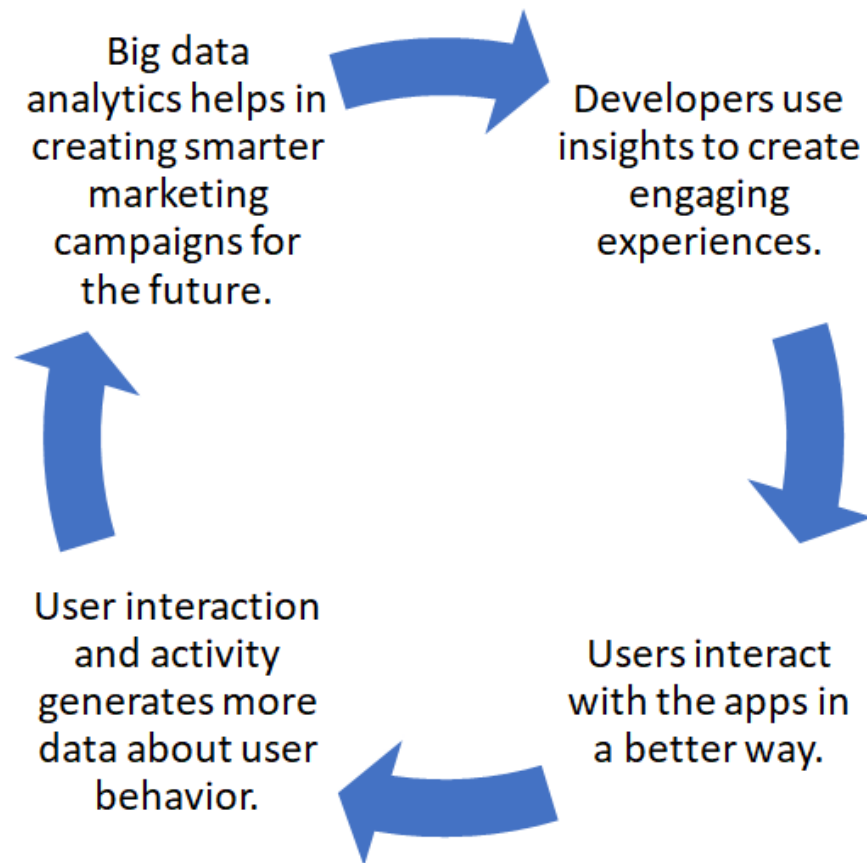 Big data
analytics helps in
creating smarter
marketing
campaigns for
the future.
Developers use
insights to create
engaging
experiences.
Users interact
with the apps in
a better way.
User interaction
and activity
generates more
data about user
behavior.